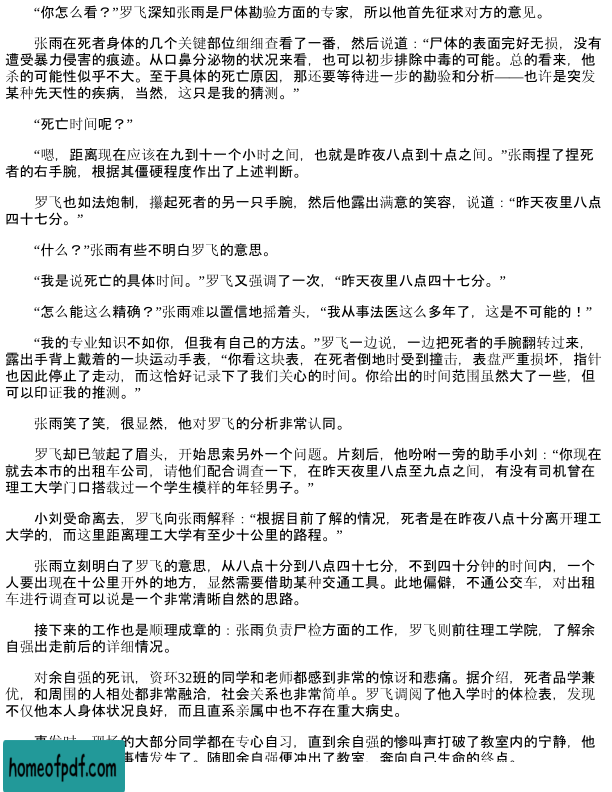 “你怎么看？”罗飞深知张雨是尸体勘验方面的专家，所以他首先征求对方的意见。
张雨在死者身体的几个关键部位细细查看了一番，然后说道：“尸体的表面完好无损，没有
遭受暴力侵害的痕迹。从口鼻分泌物的状况来看，也可以初步排除中毒的可能。总的看来，他
杀的可能性似乎不大。至于具体的死亡原因，那还要等待进一步的勘验和分析——也许是突发
某种先天性的疾病，当然，这只是我的猜测。”
“死亡时间呢？”
“嗯，距离现在应该在九到十一个小时之间，也就是昨夜八点到十点之间。”张雨捏了捏死
者的右手腕，根据其僵硬程度作出了上述判断。
罗飞也如法炮制，攥起死者的另一只手腕，然后他露出满意的笑容，说道：“昨天夜里八点
四十七分。”
“什么？”张雨有些不明白罗飞的意思。
“我是说死亡的具体时间。”罗飞又强调了一次，“昨天夜里八点四十七分。”
“怎么能这么精确？”张雨难以置信地摇着头，“我从事法医这么多年了，这是不可能的！”
“我的专业知识不如你，但我有自己的方法。”罗飞一边说，一边把死者的手腕翻转过来，
露出手背上戴着的一块运动手表，“你看这块表，在死者倒地时受到撞击，表盘严重损坏，指针
也因此停止了走动，而这恰好记录下了我们关心的时间。你给出的时间范围虽然大了一些，但
可以印证我的推测。”
张雨笑了笑，很显然，他对罗飞的分析非常认同。
罗飞却已皱起了眉头，开始思索另外一个问题。片刻后，他吩咐一旁的助手小刘：“你现在
就去本市的出租车公司，请他们配合调查一下，在昨天夜里八点至九点之间，有没有司机曾在
理工大学门口搭载过一个学生模样的年轻男子。”
小刘受命离去，罗飞向张雨解释：“根据目前了解的情况，死者是在昨夜八点十分离开理工
大学的，而这里距离理工大学有至少十公里的路程。”
张雨立刻明白了罗飞的意思，从八点十分到八点四十七分，不到四十分钟的时间内，一个
人要出现在十公里开外的地方，显然需要借助某种交通工具。此地偏僻，不通公交车，对出租
车进行调查可以说是一个非常清晰自然的思路。
接下来的工作也是顺理成章的：张雨负责尸检方面的工作，罗飞则前往理工学院，了解余
自强出走前后的详细情况。
对余自强的死讯，资环32班的同学和老师都感到非常的惊讶和悲痛。据介绍，死者品学兼
优，和周围的人相处都非常融洽，社会关系也非常简单。罗飞调阅了他入学时的体检表，发现
不仅他本人身体状况良好，而且直系亲属中也不存在重大病史。
的大部分同学都在专心自习，直到余自强的惨叫声打破了教室内的宁静，他
事情发生了。随即余自强便冲出了教室，奔向自己生命的终点。
homeofpdf.com